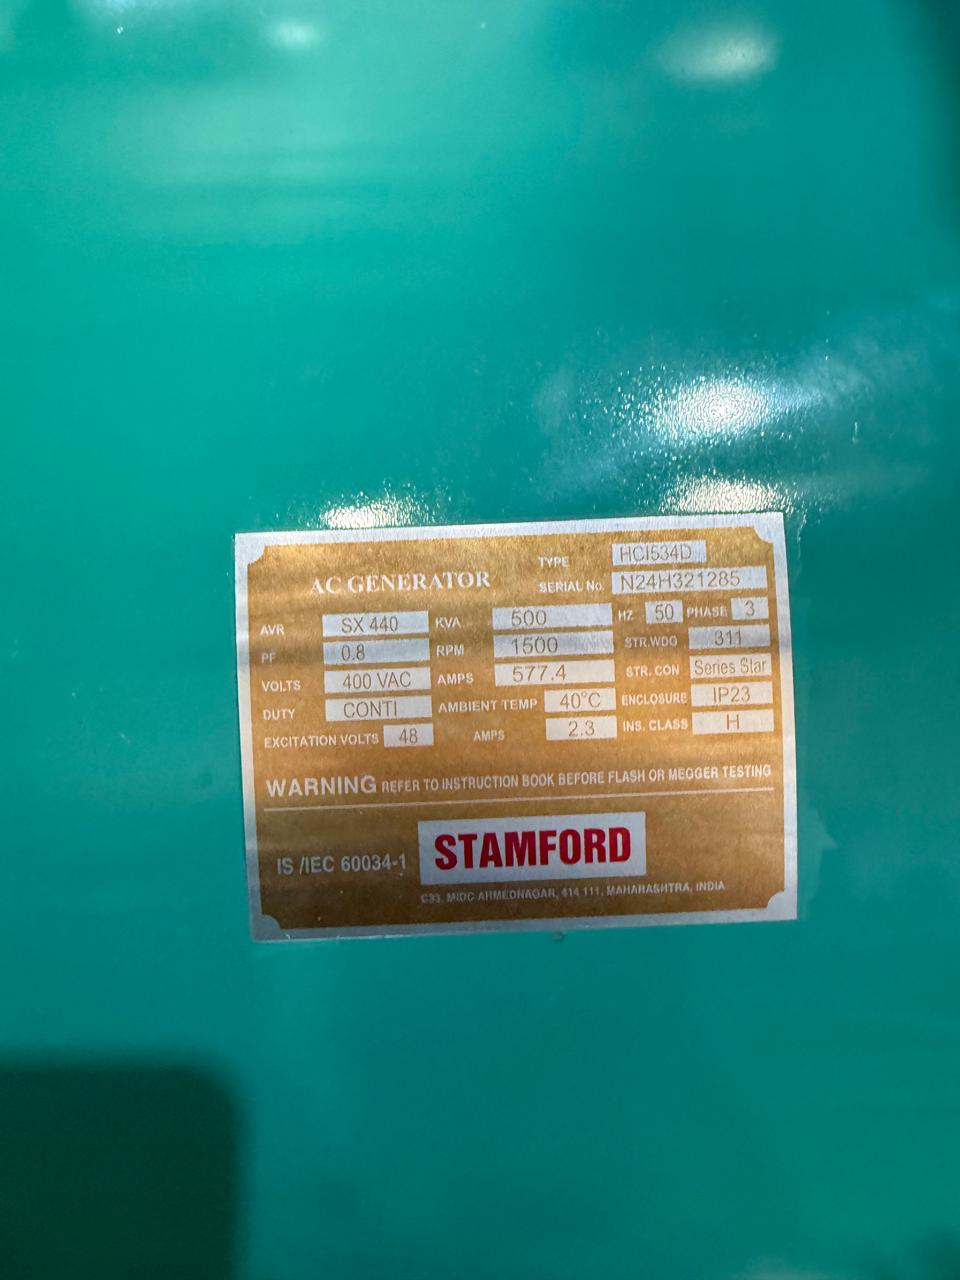 AC GENERATOR
TYPE HCI534D
SERIAL No. N24H321285
AVR SX 440 KVA 500 HZ 50 PHASE 3
PF 0.8 RPM 1500 STR.WDG 311
VOLTS 400 VAC AMPS 577.4 STR. CON Series Star
DUTY CONTI AMBIENT TEMP 40°C ENCLOSURE IP23
EXCITATION VOLTS 48 AMPS 2.3 INS. CLASS H
WARNING REFER TO INSTRUCTION BOOK BEFORE FLASH OR MEGGER TESTING
IS /IEC 60034-1 STAMFORD
C33, MIDC AHMEDNAGAR, 414 111, MAHARASHTRA, INDIA